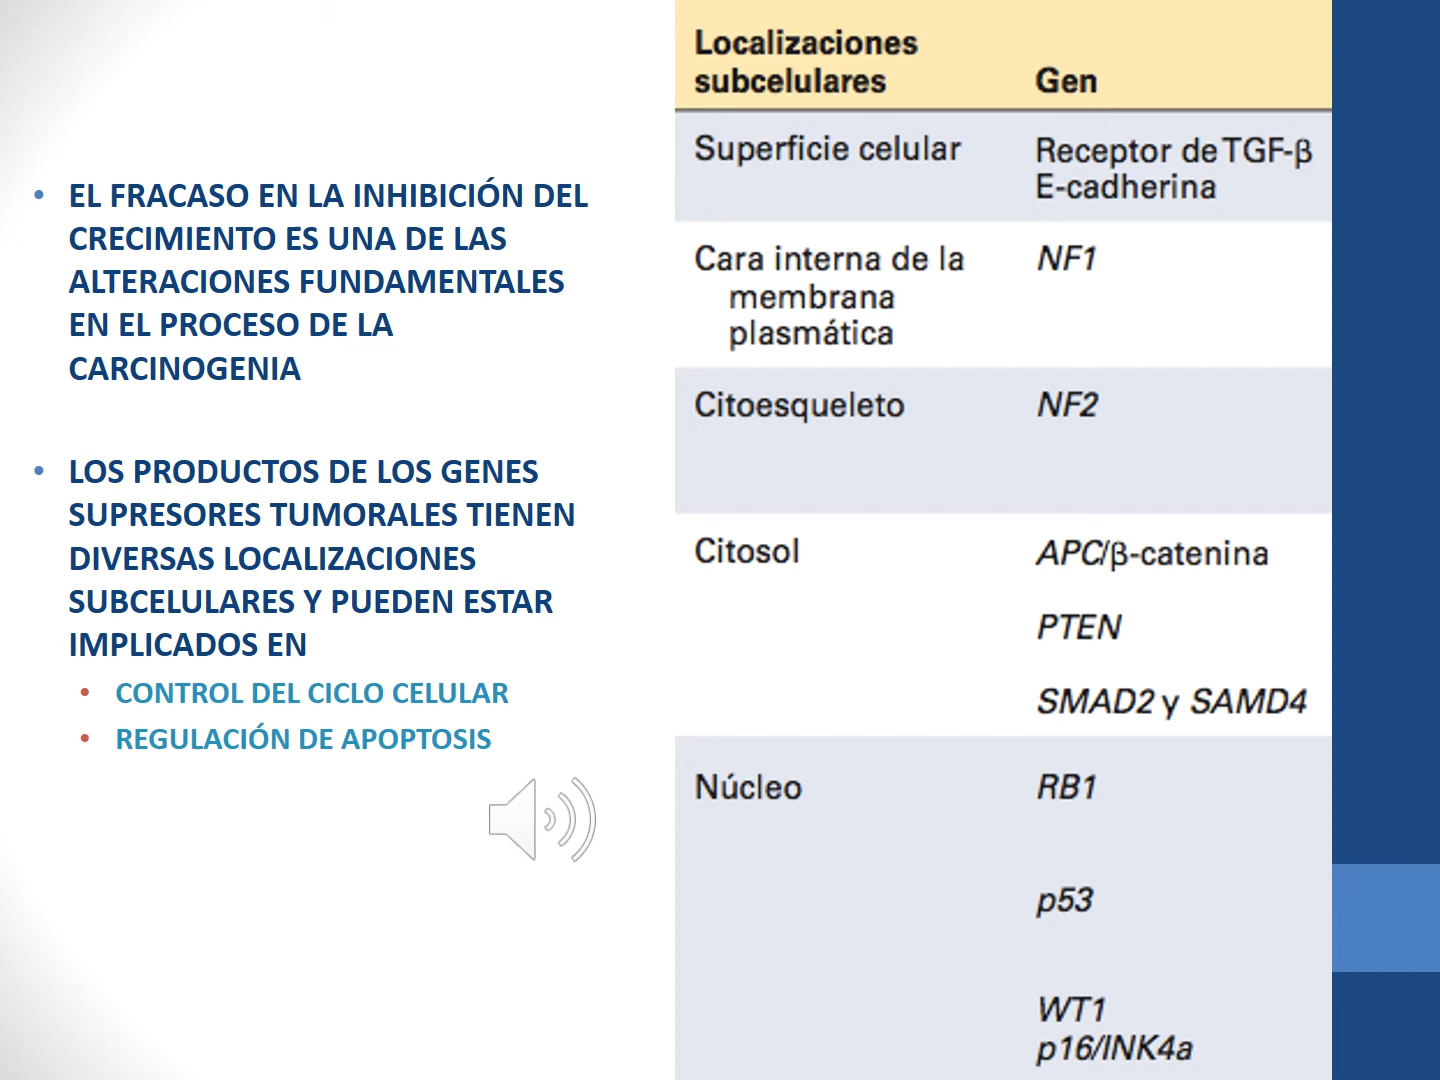 • EL FRACASO EN LA INHIBICIÓN DEL
CRECIMIENTO ES UNA DE LAS
ALTERACIONES FUNDAMENTALES
EN EL PROCESO DE LA
CARCINOGENIA
• LOS PRODUCTOS DE LOS GENES
SUPRESORES TUMORALES TIENEN
DIVERSAS LOCALIZACIONES
SUBCELULARES Y PUEDEN ESTAR
IMPLICADOS EN
• CONTROL DEL CICLO CELULAR
• REGULACIÓN DE APOPTOSIS
Localizaciones
subcelulares Gen
Superficie celular Receptor de TGF-β
E-cadherina
Cara interna de la NF1
membrana
plasmática
Citoesqueleto NF2
Citosol APC/β-catenina
PTEN
SMAD2 y SAMD4
Núcleo RB1
p53
WT1
p16/INK4a